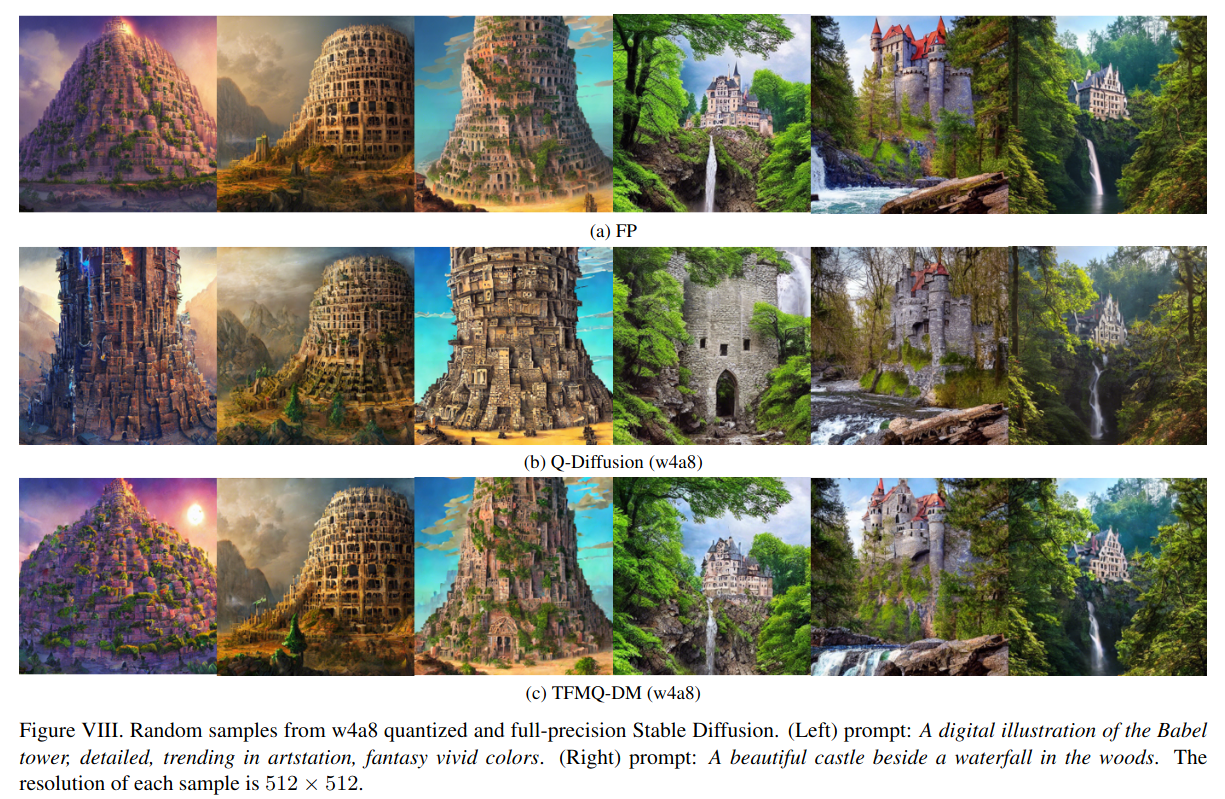 (a) FP
(b) Q-Diffusion (w4a8)
(c) TFMQ-DM (w4a8)
Figure VIII. Random samples from w4a8 quantized and full-precision Stable Diffusion. (Left) prompt: A digital illustration of the Babel
tower, detailed, trending in artstation, fantasy vivid colors. (Right) prompt: A beautiful castle beside a waterfall in the woods. The
resolution of each sample is 512 × 512.